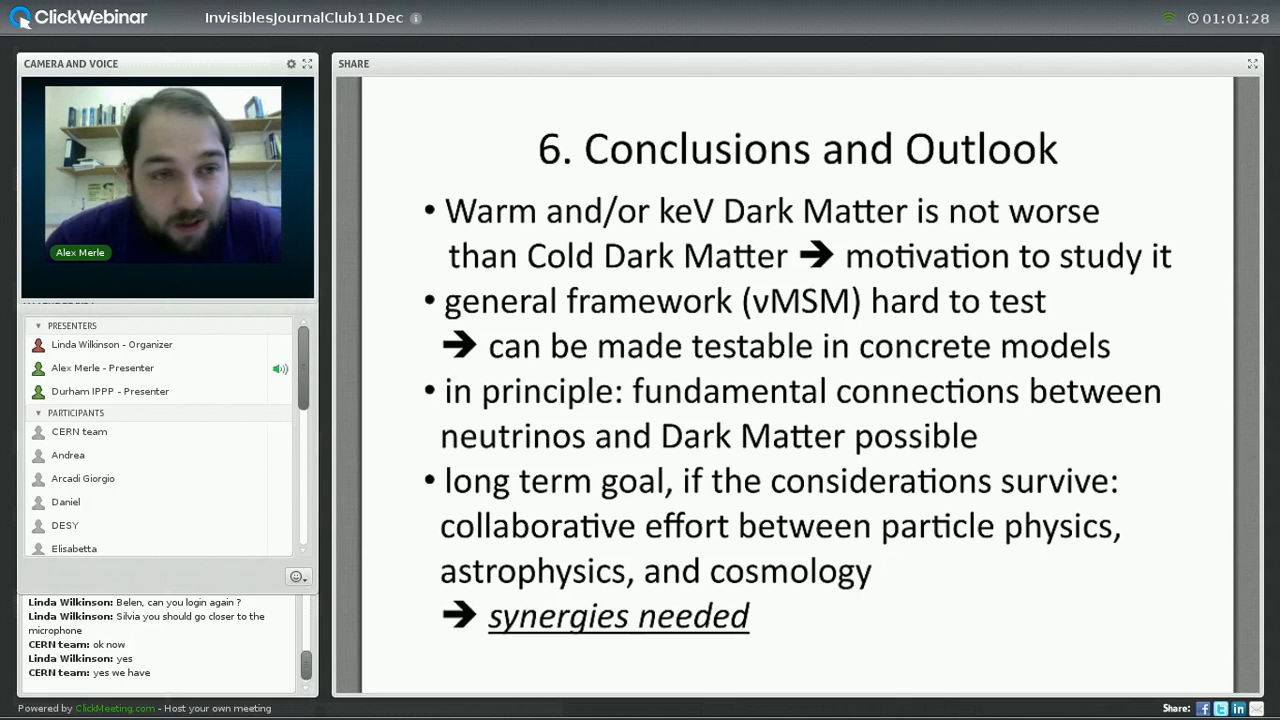 ClickWebinar
InvisiblesJournalClub11Dec
01:01:28
CAMERA AND VOICE
Alex Merle
PRESENTERS
Linda Wilkinson - Organizer
Alex Merle - Presenter
Durham IPPP - Presenter
PARTICIPANTS
CERN team
Andrea
Arcadi Giorgio
Daniel
DESY
Elisabetta
Linda Wilkinson: Belen, can you login again ?
Linda Wilkinson: Silvia you should go closer to the
microphone
CERN team: ok now
Linda Wilkinson: yes
CERN team: yes we have
SHARE
6. Conclusions and Outlook
• Warm and/or keV Dark Matter is not worse
than Cold Dark Matter ➔ motivation to study it
• general framework (νMSM) hard to test
➔ can be made testable in concrete models
• in principle: fundamental connections between
neutrinos and Dark Matter possible
• long term goal, if the considerations survive:
collaborative effort between particle physics,
astrophysics, and cosmology
➔ synergies needed
Powered by ClickMeeting.com - Host your own meeting
Share: